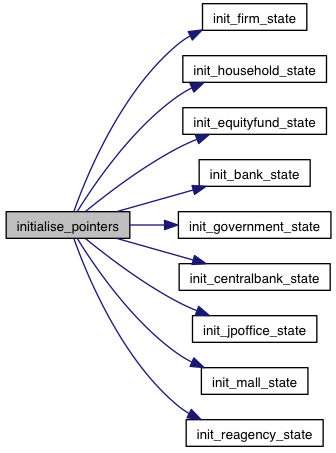 init_firm_state
init_household_state
init_equityfund_state
init_bank_state
initialise_pointers
init_government_state
init_centralbank_state
init_jpoffice_state
init_mall_state
init_reagency_state